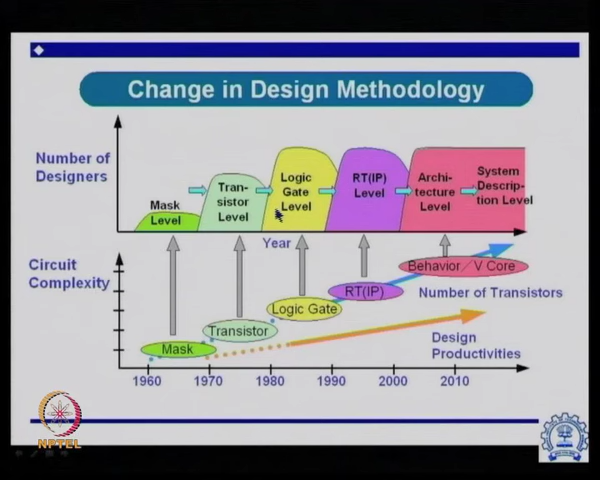 Change in Design Methodology
Number of
Designers
Mask
Level
Tran-
sistor
Level
Logic
Gate
Level
RT(IP)
Level
Archi-
tecture
Level
System
Descrip-
tion Level
Year
Circuit
Complexity
Mask
Transistor
Logic Gate
RT(IP)
Behavior／V Core
Number of Transistors
Design
Productivities
1960
1970
1980
1990
2000
2010
NPTEL